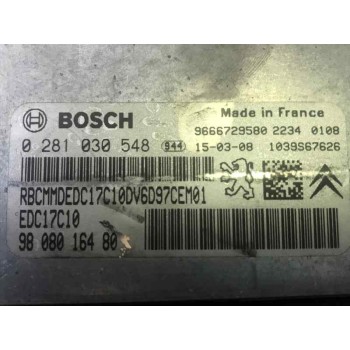 BOSCH
Made in France
9666729580 2234 0108
0 281 030 548 944 15-03-08 1039S67626
RBCMMDEDC17C10DV6D97CEM01
EDC17C10
98 080 164 80